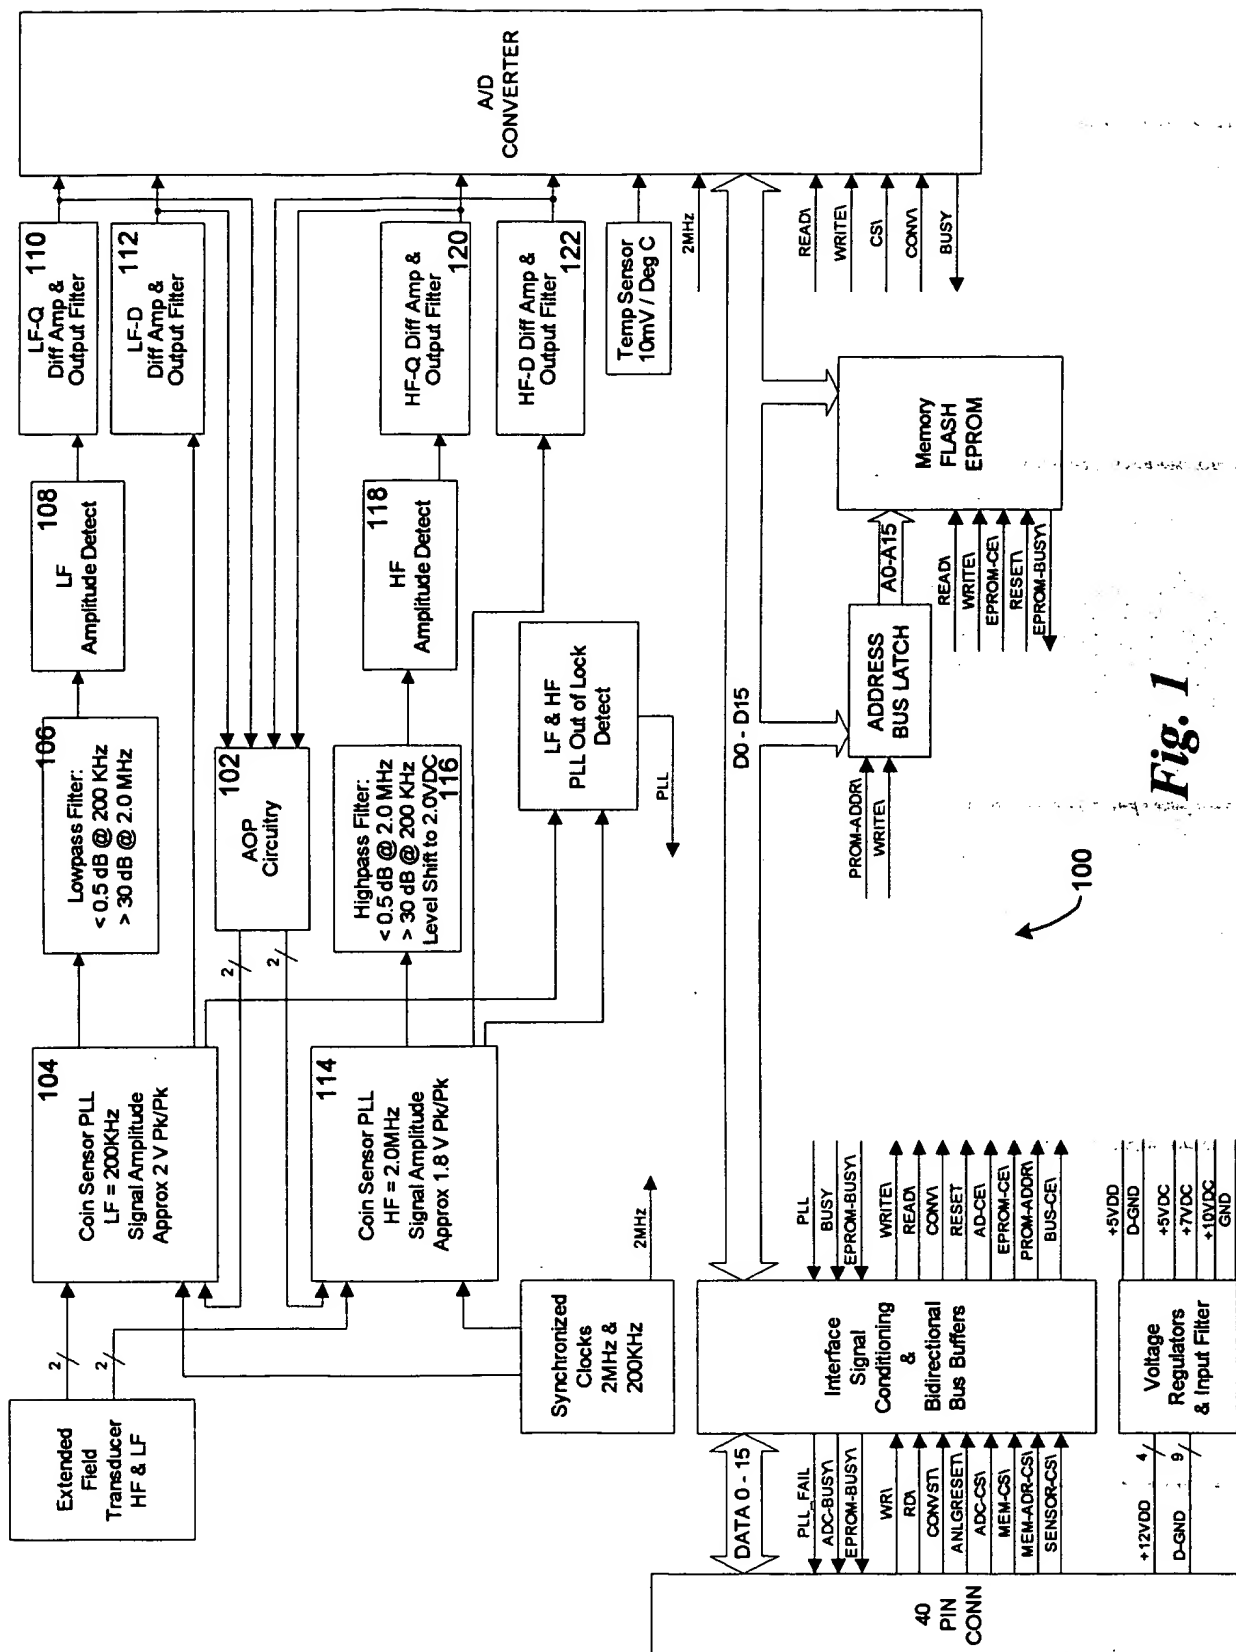 Extended
Field
Transducer
HF & LF
2
2
104
Coin Sensor PLL
LF = 200KHz
Signal Amplitude
Approx 2 V Pk/Pk
106
Lowpass Filter:
< 0.5 dB @ 200 KHz
> 30 dB @ 2.0 MHz
108
LF
Amplitude Detect
110
LF-Q
Diff Amp &
Output Filter
112
LF-D
Diff Amp &
Output Filter
A/D
CONVERTER
102
AOP
Circuitry
2
2
114
Coin Sensor PLL
HF = 2.0MHz
Signal Amplitude
Approx 1.8 V Pk/Pk
Highpass Filter:
< 0.5 dB @ 2.0 MHz
> 30 dB @ 200 KHz
Level Shift to 2.0VDC
116
118
HF
Amplitude Detect
HF-Q Diff Amp &
Output Filter
120
HF-D Diff Amp &
Output Filter
122
LF & HF
PLL Out of Lock
Detect
PLL
Temp Sensor
10mV / Deg C
2MHz
Synchronized
Clocks
2MHz &
200KHz
2MHz
D0 - D15
READ\
WRITE\
CS\
CONV\
BUSY
40
PIN
CONN
DATA 0 - 15
PLL_FAIL
ADC-BUSY\
EPROM-BUSY\
WR\
RD\
CONVST\
ANLGRESET\
ADC-CS\
MEM-CS\
MEM-ADR-CS\
SENSOR-CS\
Interface
Signal
Conditioning
&
Bidirectional
Bus Buffers
PLL
BUSY
EPROM-BUSY\
WRITE\
READ\
CONV\
RESET
AD-CE\
EPROM-CE\
PROM-ADDR\
BUS-CE\
PROM-ADDR\
WRITE\
ADDRESS
BUS LATCH
A0-A15
Memory
FLASH
EPROM
READ\
WRITE\
EPROM-CE\
RESET\
EPROM-BUSY\
+12VDD
4
D-GND
9
Voltage
Regulators
& Input Filter
+5VDD
D-GND
+5VDC
+7VDC
+10VDC
GND
100
Fig. 1